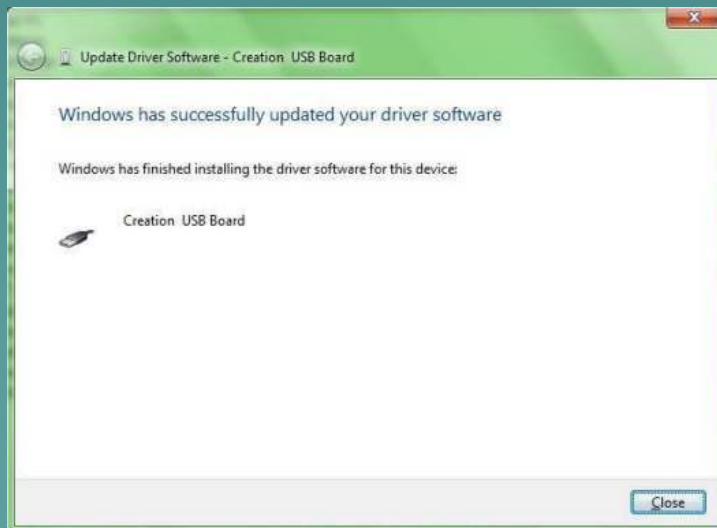 Update Driver Software - Creation USB Board
Windows has successfully updated your driver software
Windows has finished installing the driver software for this device:
Creation USB Board
Close